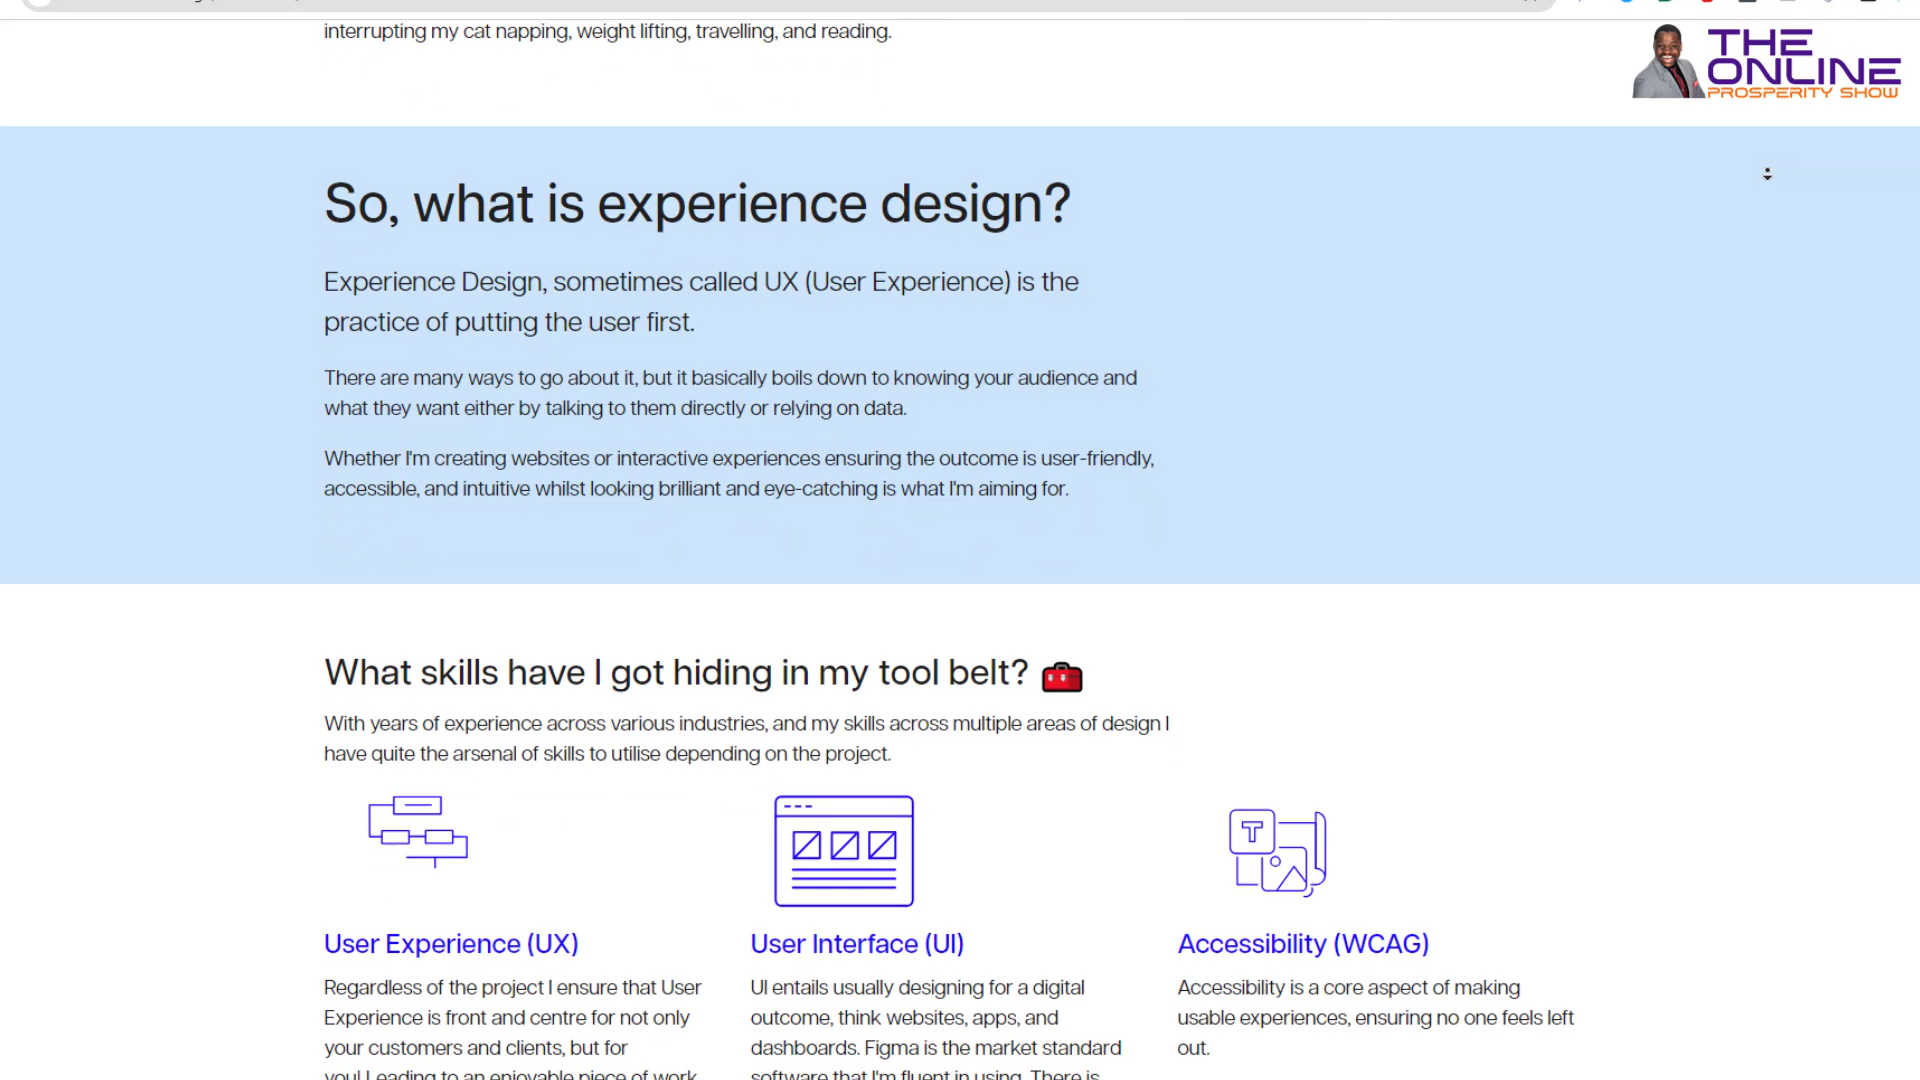 interrupting my cat napping, weight lifting, travelling, and reading.
THE
ONLINE
PROSPERITY SHOW
So, what is experience design?
Experience Design, sometimes called UX (User Experience) is the
practice of putting the user first.
There are many ways to go about it, but it basically boils down to knowing your audience and
what they want either by talking to them directly or relying on data.
Whether I'm creating websites or interactive experiences ensuring the outcome is user-friendly,
accessible, and intuitive whilst looking brilliant and eye-catching is what I'm aiming for.
What skills have I got hiding in my tool belt?
With years of experience across various industries, and my skills across multiple areas of design I
have quite the arsenal of skills to utilise depending on the project.
T
User Experience (UX)
Regardless of the project I ensure that User
Experience is front and centre for not only
your customers and clients, but for
you! Leading to an enjoyable piece of work
User Interface (UI)
UI entails usually designing for a digital
outcome, think websites, apps, and
dashboards. Figma is the market standard
software that I'm fluent in using. There is
Accessibility (WCAG)
Accessibility is a core aspect of making
usable experiences, ensuring no one feels left
out.